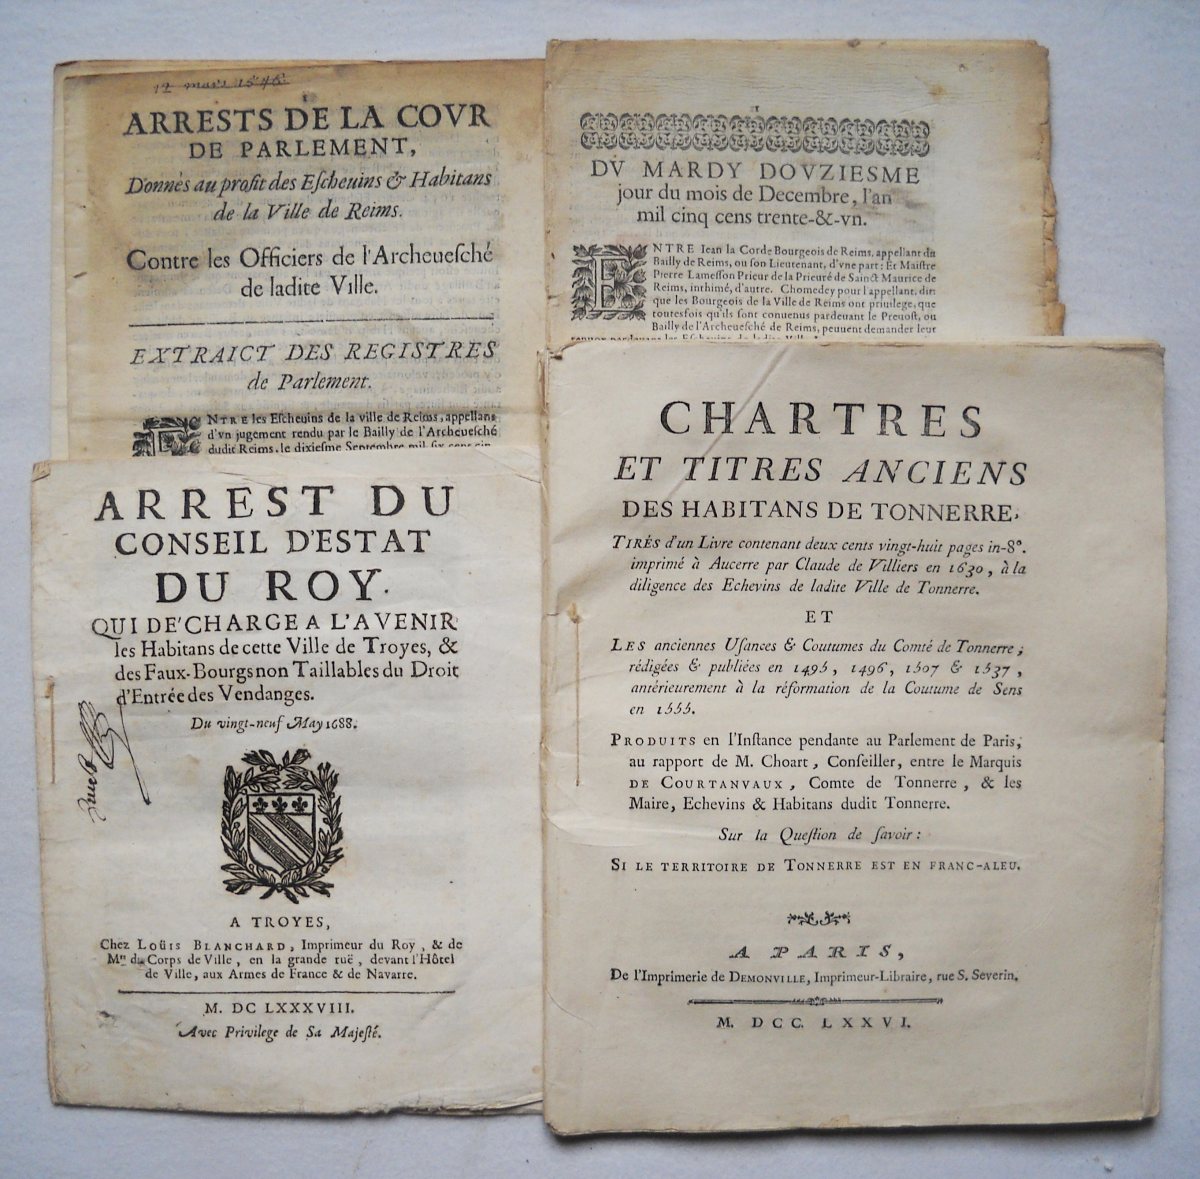 12 mars 1546
ARRESTS DE LA COVR
DE PARLEMENT,
Donnés au profit des Eſcheuins & Habitans
de la Ville de Reims.
Contre les Officiers de l'Archeueſché
de ladite Ville.
EXTRAICT DES REGISTRES
de Parlement.
ENTRE les Eſcheuins de la ville de Reims, appellans
d'vn jugement rendu par le Bailly de l'Archeueſché
dudit Reims, le dixieſme Septembre mil ſix cens
DV MARDY DOVZIESME
jour du mois de Decembre, l'an
mil cinq cens trente-&-vn.
ENTRE Iean la Corde Bourgeois de Reims, appellant du
Bailly de Reims, ou ſon Lieutenant, d'vne part: Et Maiſtre
Pierre Lameſſon Prieur de la Prieuré de Sainct Maurice de
Reims, inthimé, d'autre. Chomedey pour l'appellant, dit
que les Bourgeois de la Ville de Reims ont priuilege, que
toutesfois qu'ils ſont conuenus pardeuant le Preuoſt, ou
Bailly de l'Archeueſché de Reims, peuuent demander leur
ARREST DU
CONSEIL D'ESTAT
DU ROY.
QUI DE'CHARGE A L'AVENIR
les Habitans de cette Ville de Troyes, &
des Faux-Bourgs non Taillables du Droit
d'Entrée des Vendanges.
Du vingt-neuf May 1688.
A TROYES,
Chez LOÜIS BLANCHARD, Imprimeur du Roy, & de
Mrs du Corps de Ville, en la grande ruë, devant l'Hôtel
de Ville, aux Armes de France & de Navarre.
M. DC LXXXVIII.
Avec Privilege de Sa Majeſté.
CHARTRES
ET TITRES ANCIENS
DES HABITANS DE TONNERRE,
TIRÉS d'un Livre contenant deux cents vingt-huit pages in-8°.
imprimé à Aucerre par Claude de Villiers en 1630, à la
diligence des Echevins de ladite Ville de Tonnerre.
ET
LES anciennes Uſances & Coutumes du Comté de Tonnerre;
rédigées & publiées en 1495, 1496, 1507 & 1537,
antérieurement à la réformation de la Coutume de Sens
en 1555.
PRODUITS en l'Inſtance pendante au Parlement de Paris,
au rapport de M. Choart, Conſeiller, entre le Marquis
DE COURTANVAUX, Comte de Tonnerre, & les
Maire, Echevins & Habitans dudit Tonnerre.
Sur la Queſtion de ſavoir:
SI LE TERRITOIRE DE TONNERRE EST EN FRANC-ALEU.
A PARIS,
De l'Imprimerie de DEMONVILLE, Imprimeur-Libraire, rue S. Severin.
M. DCC. LXXVI.